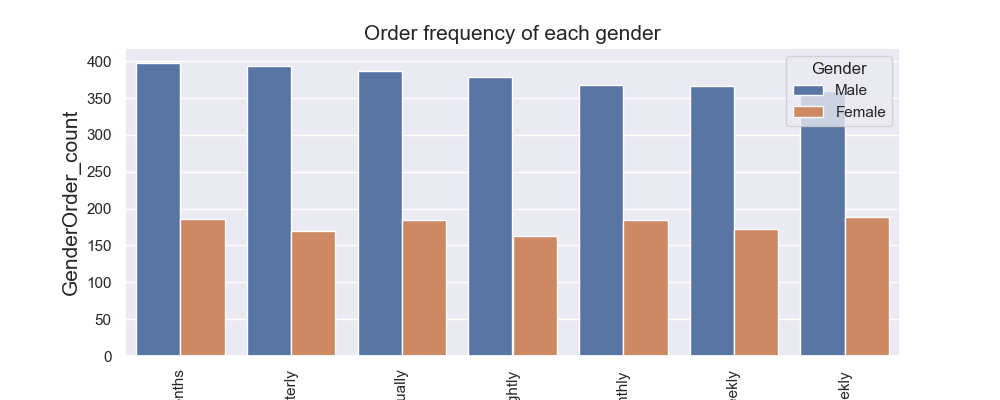 Order frequency of each gender
Gender
Male
Female
GenderOrder_count
400
350
300
250
200
150
100
50
0
nths
terly
ually
ghtly
nthly
eekly
ekly